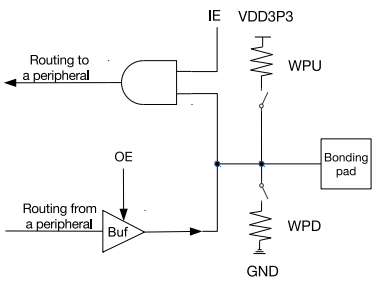 IE
VDD3P3
Routing to
a peripheral
WPU
OE
Bonding
pad
Routing from
a peripheral
Buf
WPD
GND